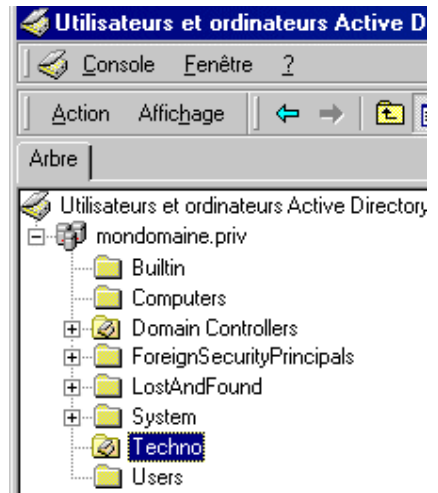 Utilisateurs et ordinateurs Active D
Console Fenêtre ?
Action Affichage
Arbre
Utilisateurs et ordinateurs Active Directory
mondomaine.priv
Builtin
Computers
Domain Controllers
ForeignSecurityPrincipals
LostAndFound
System
Techno
Users